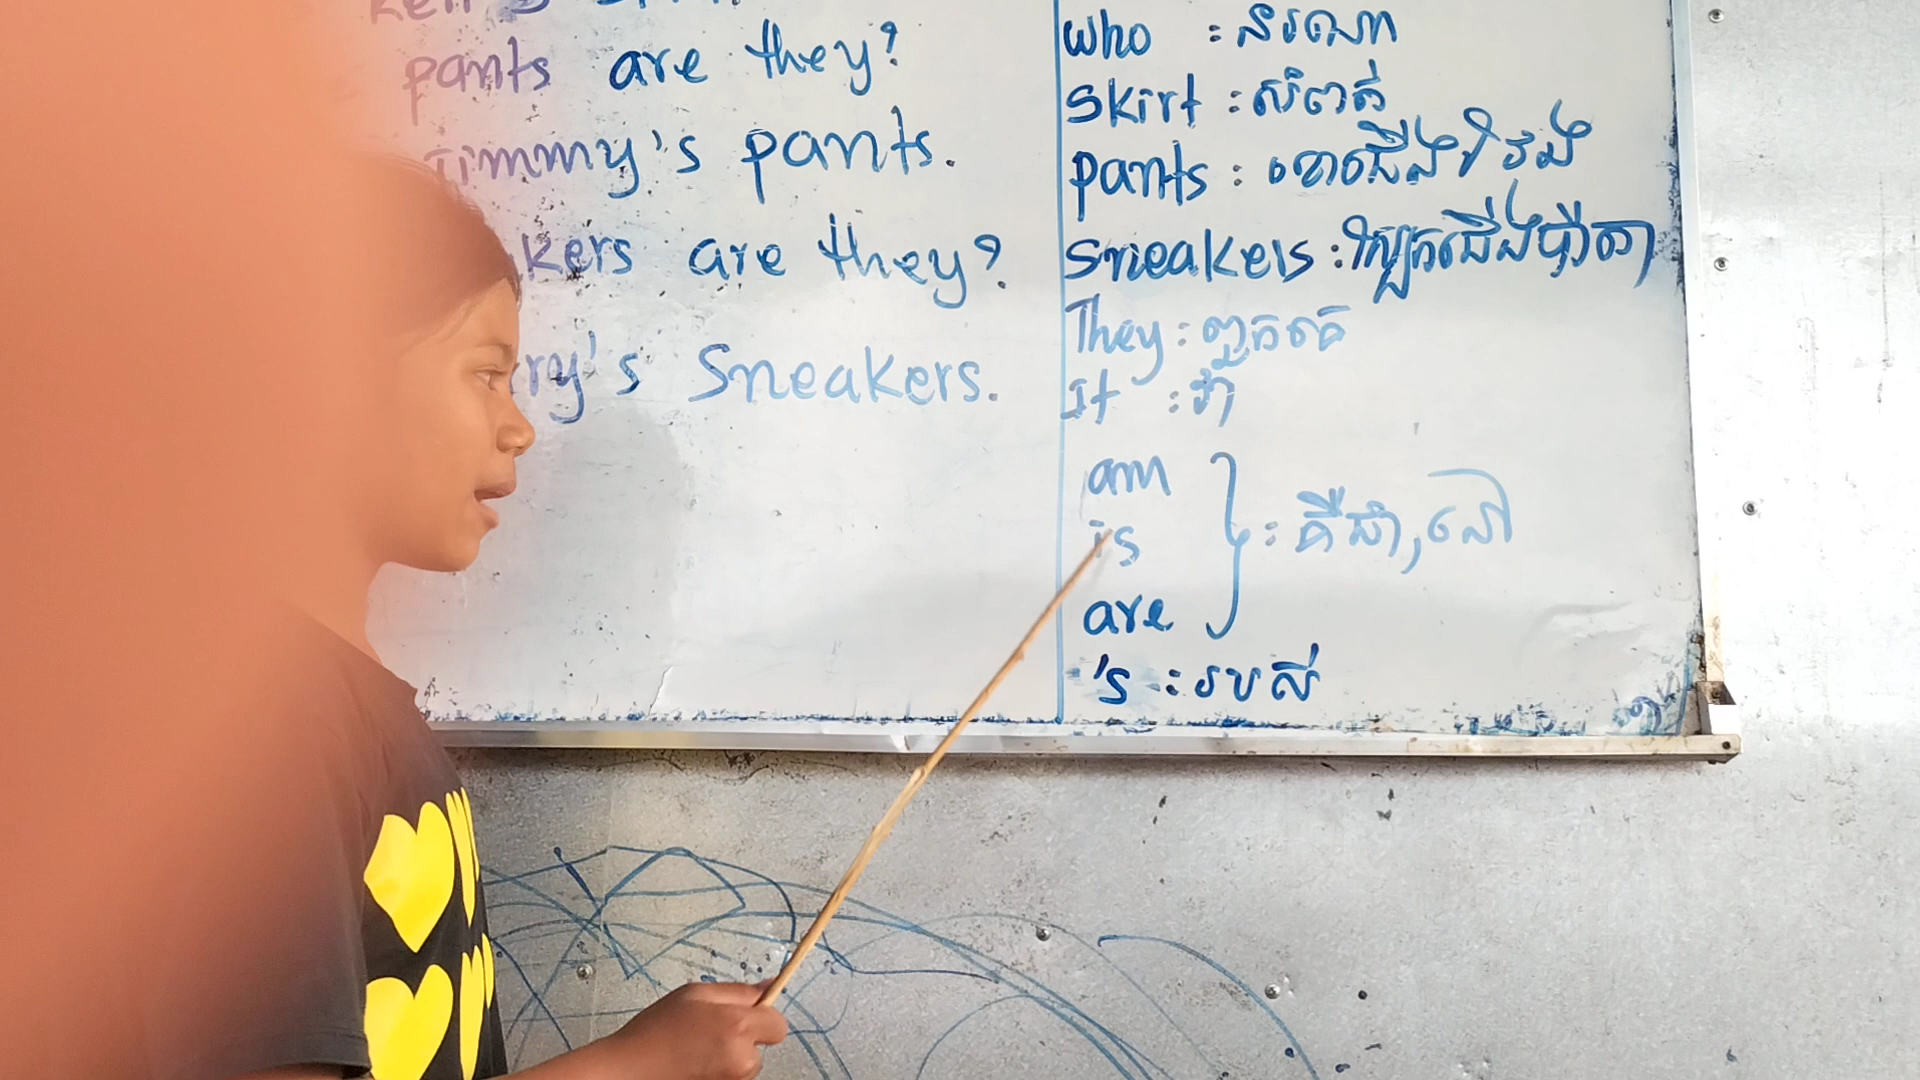 pants are they?
Jimmy's pants.
kers are they?
ry's Sneakers.
who : នរណា
skirt : សំពត់
pants : ខោជើងវែង
sneakers : ស្បែកជើងប៉ាតា
They : ពួកគេ
It : វា
am
is : គឺជា, នៅ
are
's : របស់